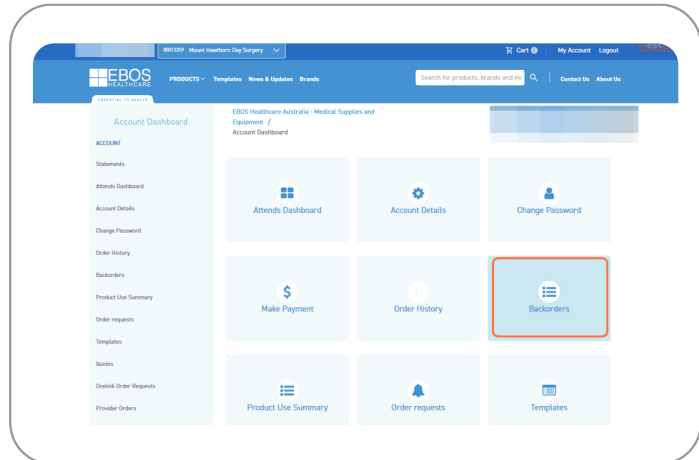 80013359 Mount Hawthorn Day Surgery
Cart 0 My Account Logout
EBOS
HEALTHCARE
ESSENTIAL TO HEALTH
PRODUCTS Templates News & Updates Brands
Search for products, brands and m
Contact Us About Us
Account Dashboard
ACCOUNT
Statements
Attends Dashboard
Account Details
Change Password
Order History
Backorders
Product Use Summary
Order requests
Templates
Quotes
Onelink Order Requests
Provider Orders
EBOS Healthcare Australia - Medical Supplies and
Equipment /
Account Dashboard
Attends Dashboard
Account Details
Change Password
Make Payment
Order History
Backorders
Product Use Summary
Order requests
Templates